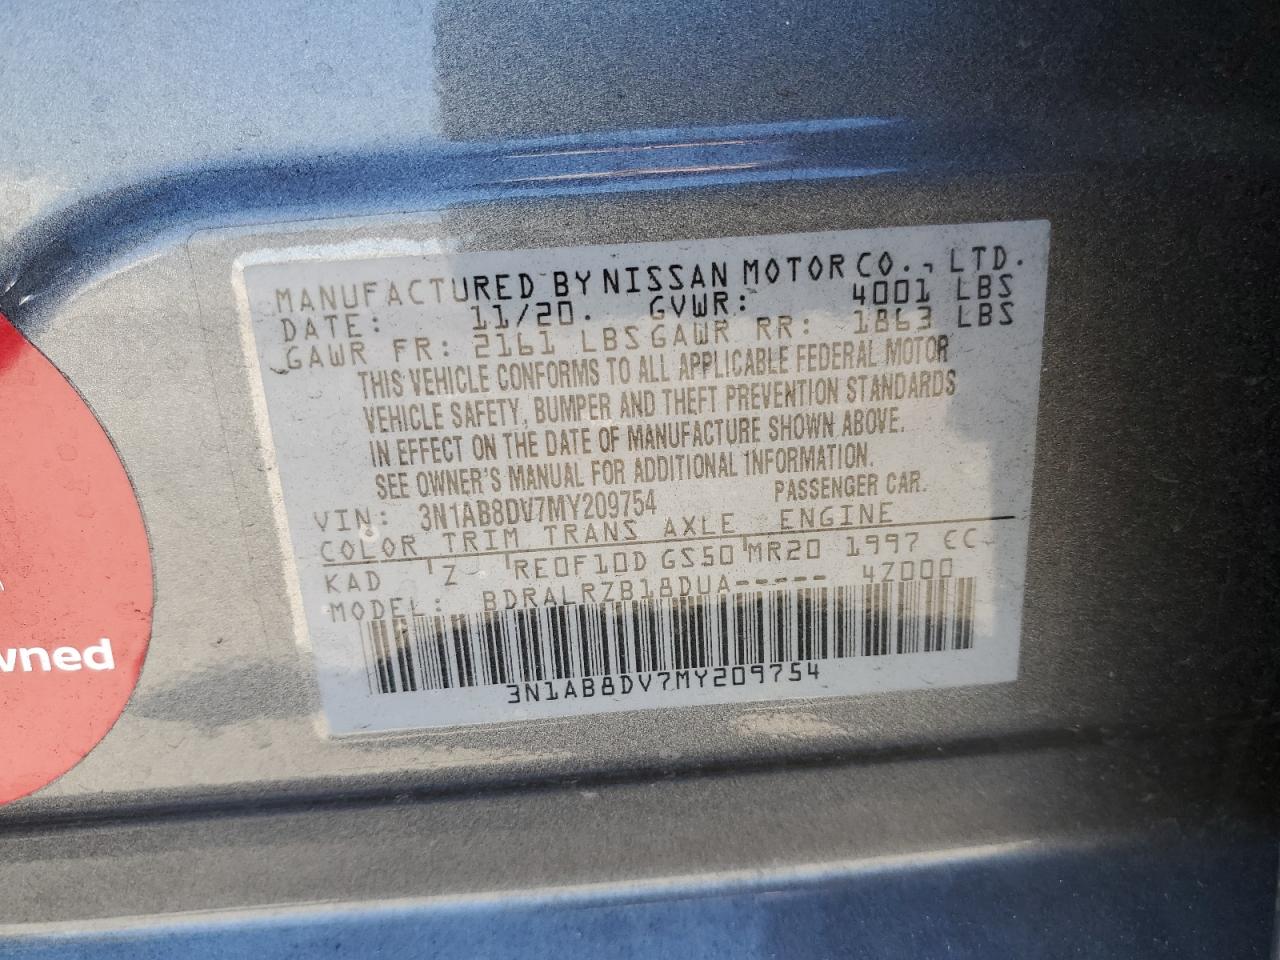 MANUFACTURED BY NISSAN MOTOR CO., LTD.
DATE: 11/20. GVWR: 4001 LBS
GAWR FR: 2161 LBS GAWR RR: 1863 LBS
THIS VEHICLE CONFORMS TO ALL APPLICABLE FEDERAL MOTOR
VEHICLE SAFETY, BUMPER AND THEFT PREVENTION STANDARDS
IN EFFECT ON THE DATE OF MANUFACTURE SHOWN ABOVE.
SEE OWNER'S MANUAL FOR ADDITIONAL INFORMATION.
VIN: 3N1AB8DV7MY209754 PASSENGER CAR.
COLOR TRIM TRANS AXLE ENGINE
KAD Z RE0F10D GS50 MR20 1997 CC
MODEL: BDRALRZB18DUA----- 4Z000
3N1AB8DV7MY209754